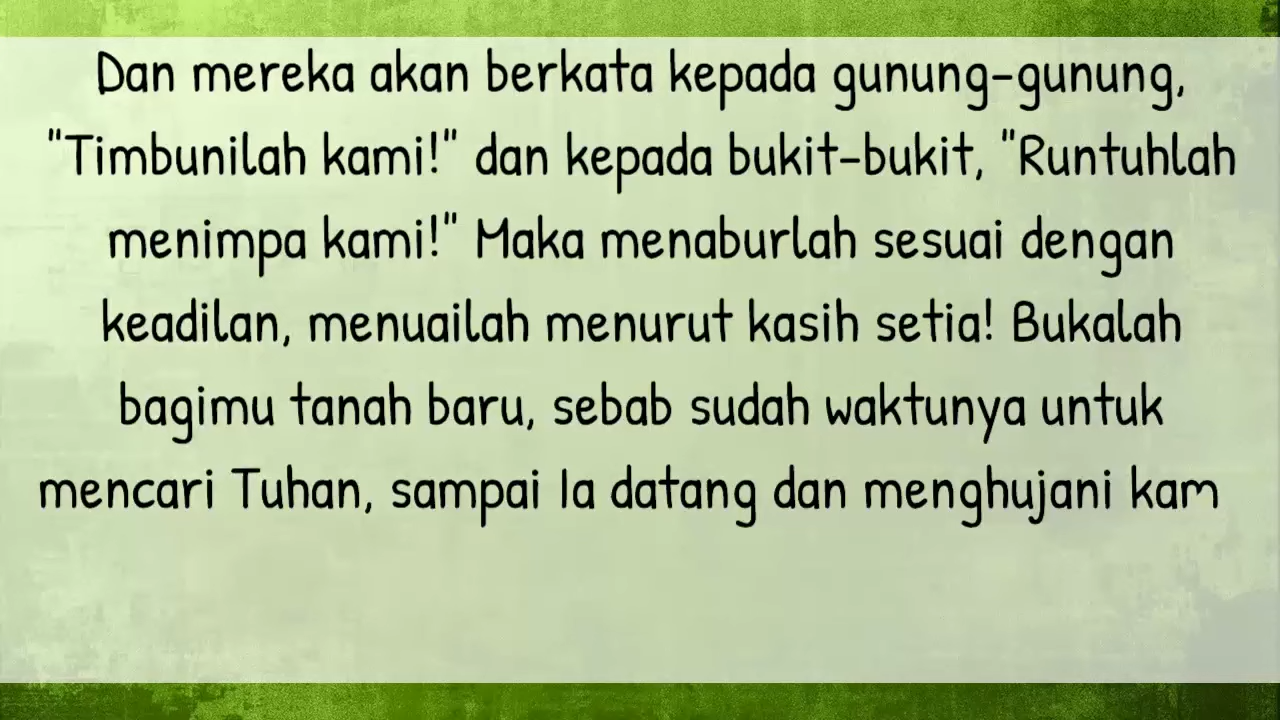 Dan mereka akan berkata kepada gunung-gunung,
"Timbunilah kami!" dan kepada bukit-bukit, "Runtuhlah
menimpa kami!" Maka menaburlah sesuai dengan
keadilan, menuailah menurut kasih setia! Bukalah
bagimu tanah baru, sebab sudah waktunya untuk
mencari Tuhan, sampai Ia datang dan menghujani kam